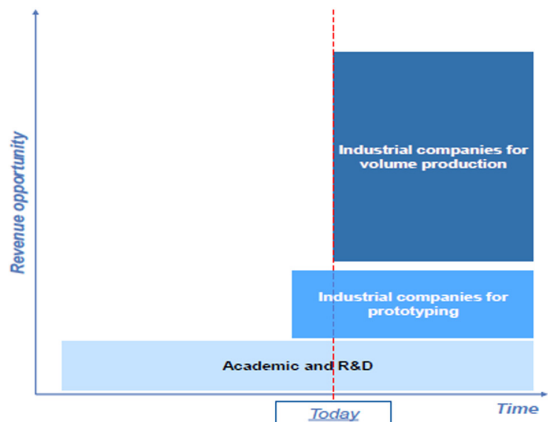 Revenue opportunity
Industrial companies for
volume production
Industrial companies for
prototyping
Academic and R&D
Time
Today